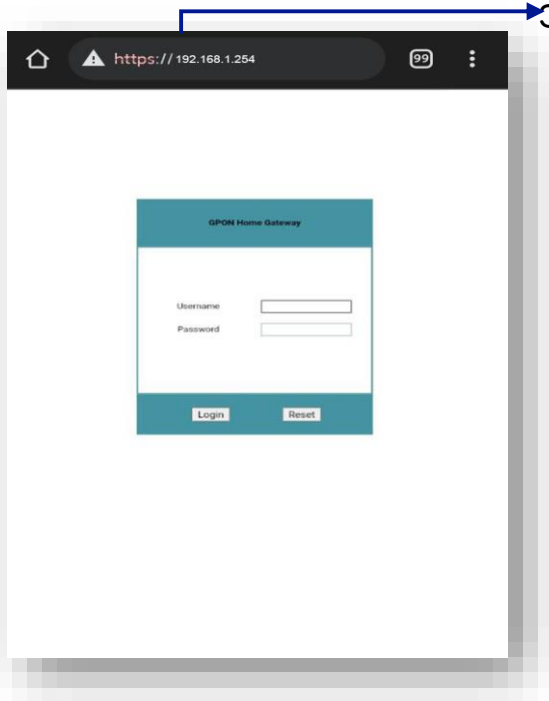 https://192.168.1.254
99
GPON Home Gateway
Username
Password
Login Reset